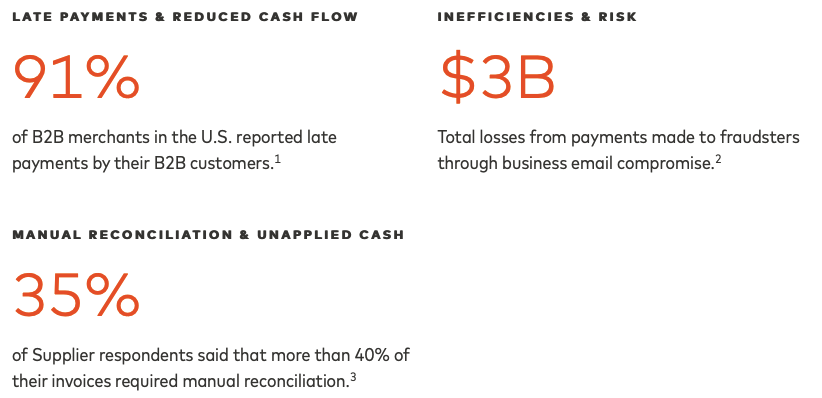 LATE PAYMENTS & REDUCED CASH FLOW
91%
of B2B merchants in the U.S. reported late
payments by their B2B customers.1
INEFFICIENCIES & RISK
$3B
Total losses from payments made to fraudsters
through business email compromise.2
MANUAL RECONCILIATION & UNAPPLIED CASH
35%
of Supplier respondents said that more than 40% of
their invoices required manual reconciliation.3